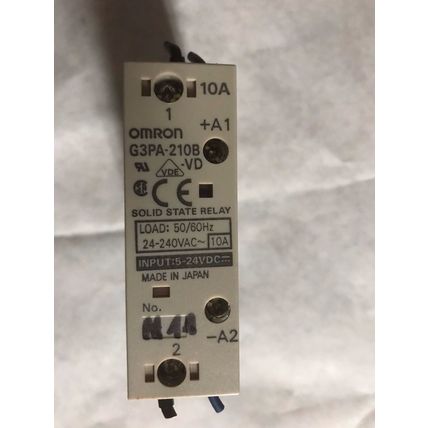 10A
1
OMRON
+A1
G3PA-210B
-VD
VDE
CE
SOLID STATE RELAY
LOAD: 50/60Hz
24-240VAC~ 10A
INPUT:5-24VDC⎓
MADE IN JAPAN
No.
-A2
2